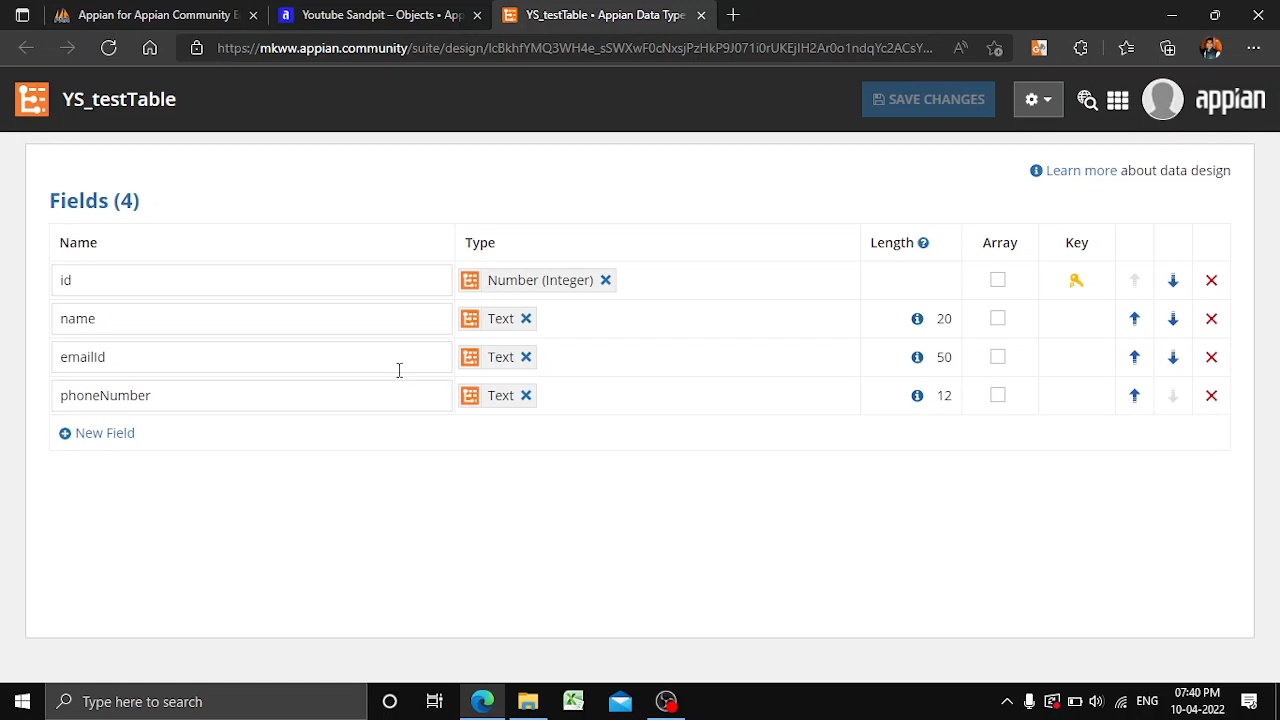 Appian for Appian Community E
Youtube Sandpit – Objects • App
YS_testTable • Appian Data Type
https://mkww.appian.community/suite/design/lcBkhfYMQ3WH4e_sSWXwF0cNxsjPzHkP9J071i0rUKEjIH2Ar0o1ndqYc2ACsY...
YS_testTable
SAVE CHANGES
appian
Learn more about data design
Fields (4)
Name Type Length Array Key
id Number (Integer)
name Text 20
emailId Text 50
phoneNumber Text 12
New Field
Type here to search
ENG
07:40 PM
10-04-2022